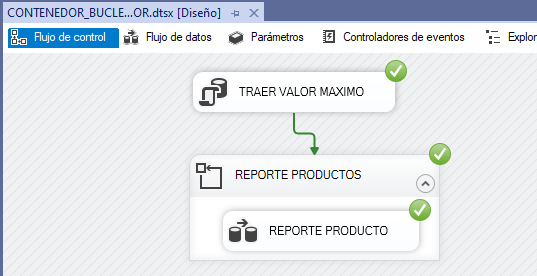 CONTENEDOR_BUCLE...OR.dtsx [Diseño]
Flujo de control Flujo de datos Parámetros Controladores de eventos Explor
TRAER VALOR MAXIMO
REPORTE PRODUCTOS
REPORTE PRODUCTO